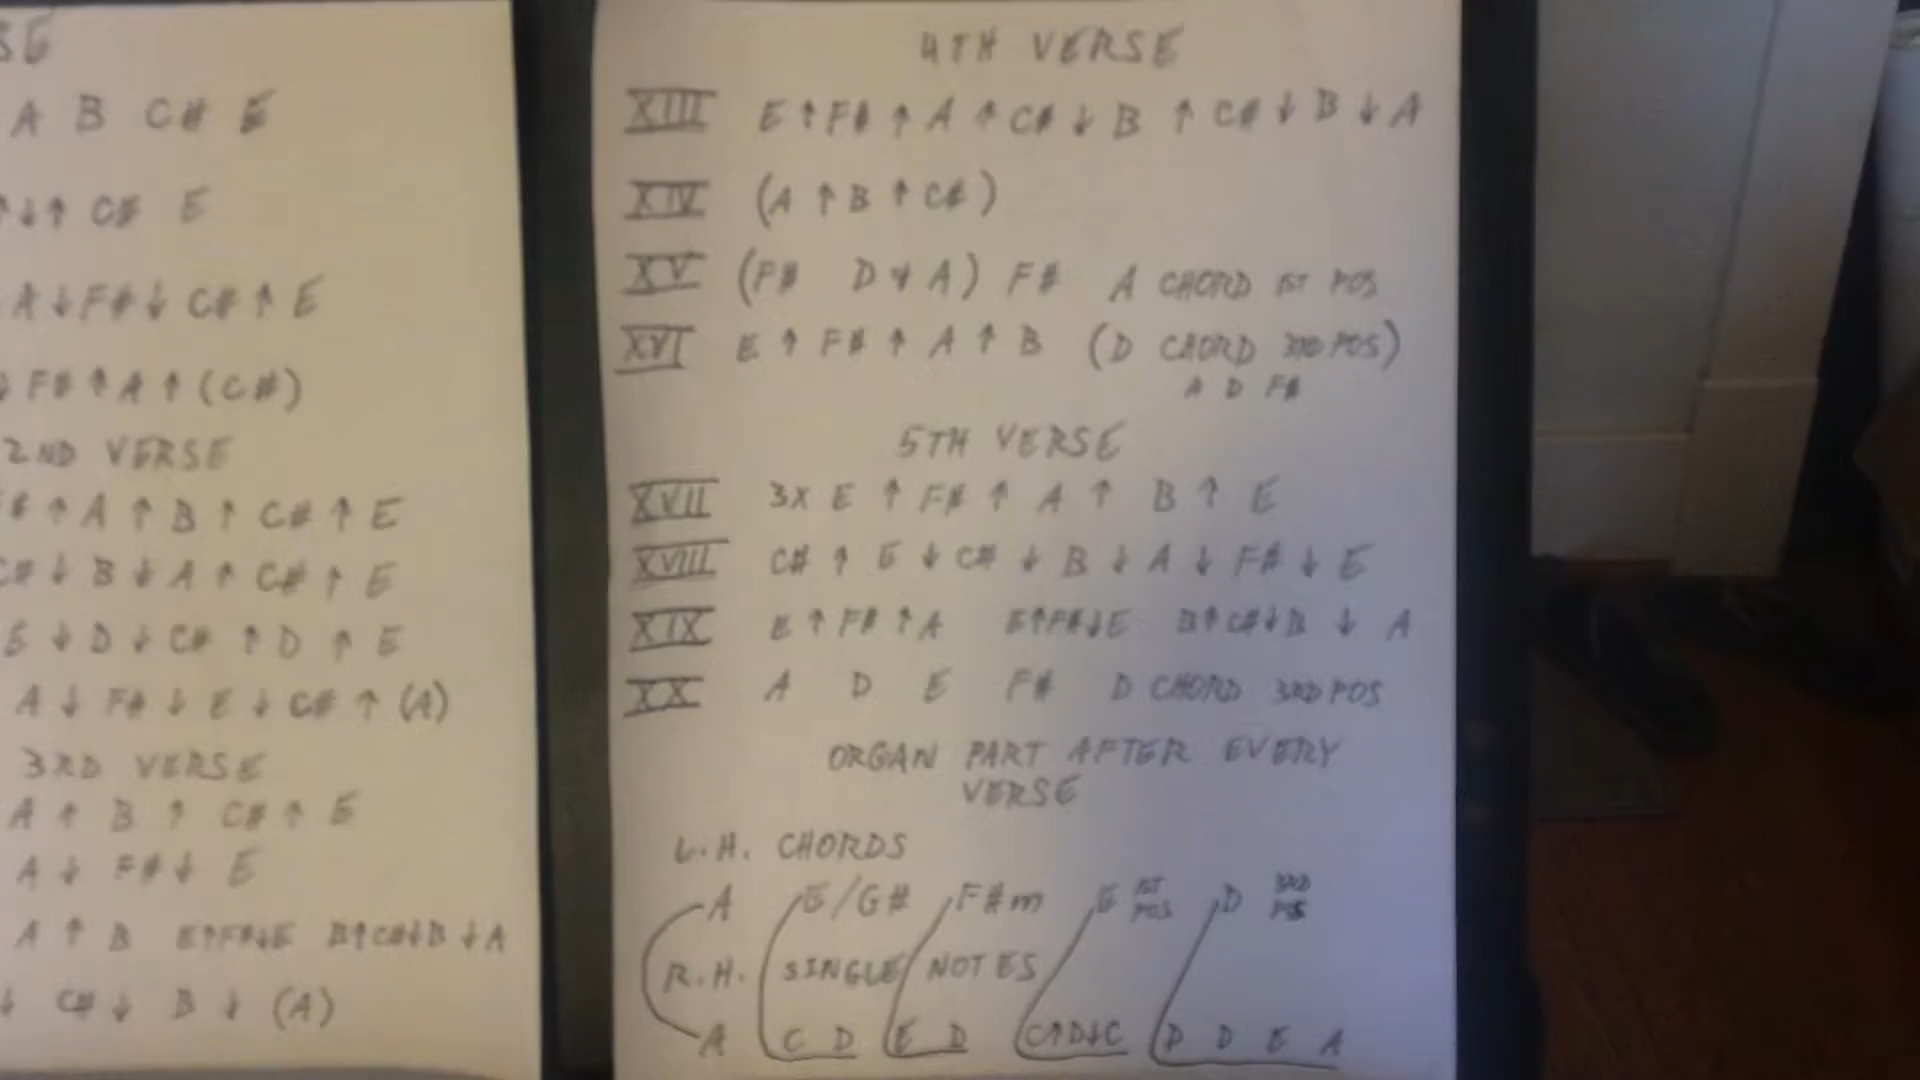 A B C# E
↑↓↑ C# E
A↓F#↓ C#↑E
↓ F#↑A↑(C#)
2ND VERSE
#↑A↑B↑C#↑E
C#↓B↓A↑C#↑E
E↓D↓C#↑D↑E
A↓F#↓E↓C#↑(A)
3RD VERSE
A↑B↑C#↑E
A↓F#↓E
A↑B E↑F#↓E B↑C#↓B↓A
↓ C#↓ B ↓ (A)
4TH VERSE
XIII E↑F#↑A↑C#↓B↑C#↓B↓A
XIV (A↑B↑C#)
XV (F# D A) F# A CHORD 1ST POS
XVI E↑F#↑A↑B (D CHORD 3RD POS)
A D F#
5TH VERSE
XVII 3X E↑F#↑A↑B↑E
XVIII C#↑E↓C#↓B↓A↓F#↓E
XIX E↑F#↑A E↑F#↓E B↑C#↓B↓A
XX A D E F# D CHORD 3RD POS
ORGAN PART AFTER EVERY
VERSE
L.H. CHORDS
A E/G# F#m E 1ST POS D 3RD POS
R.H. SINGLE NOTES
A C D E D C↑D↓C D D E A